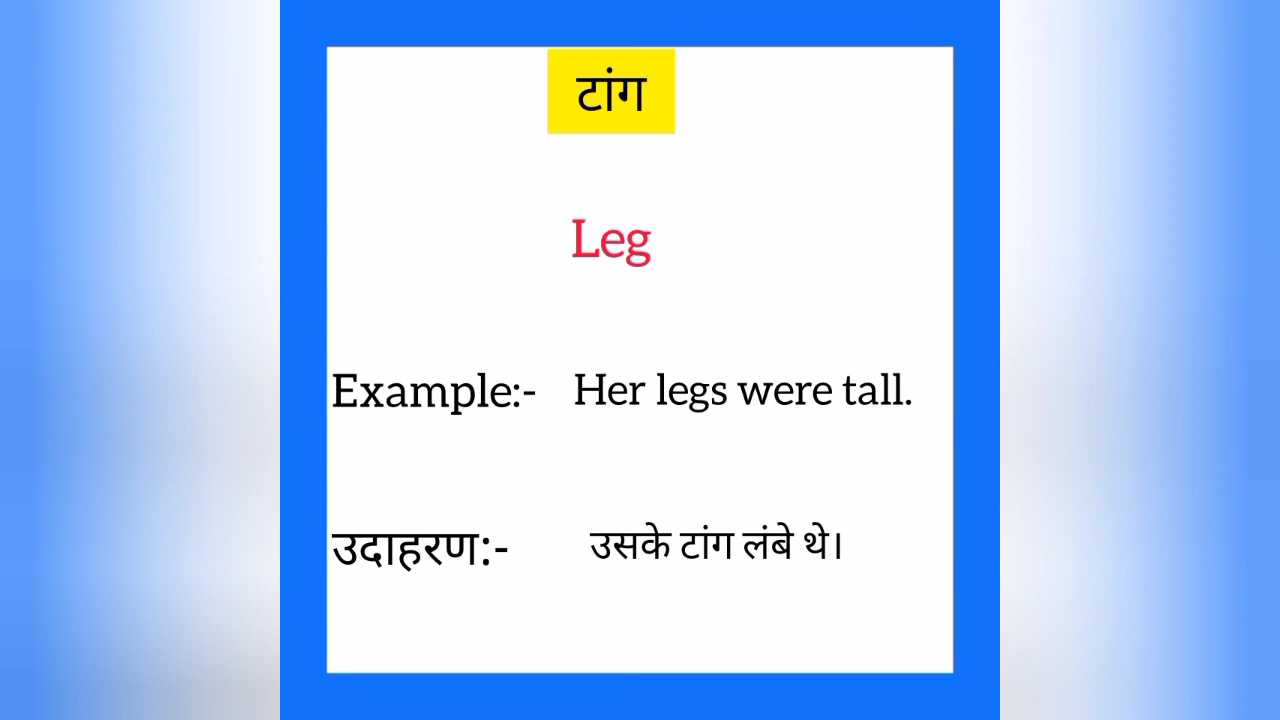 टांग
Leg
Example:- Her legs were tall.
उदाहरण:- उसके टांग लंबे थे।